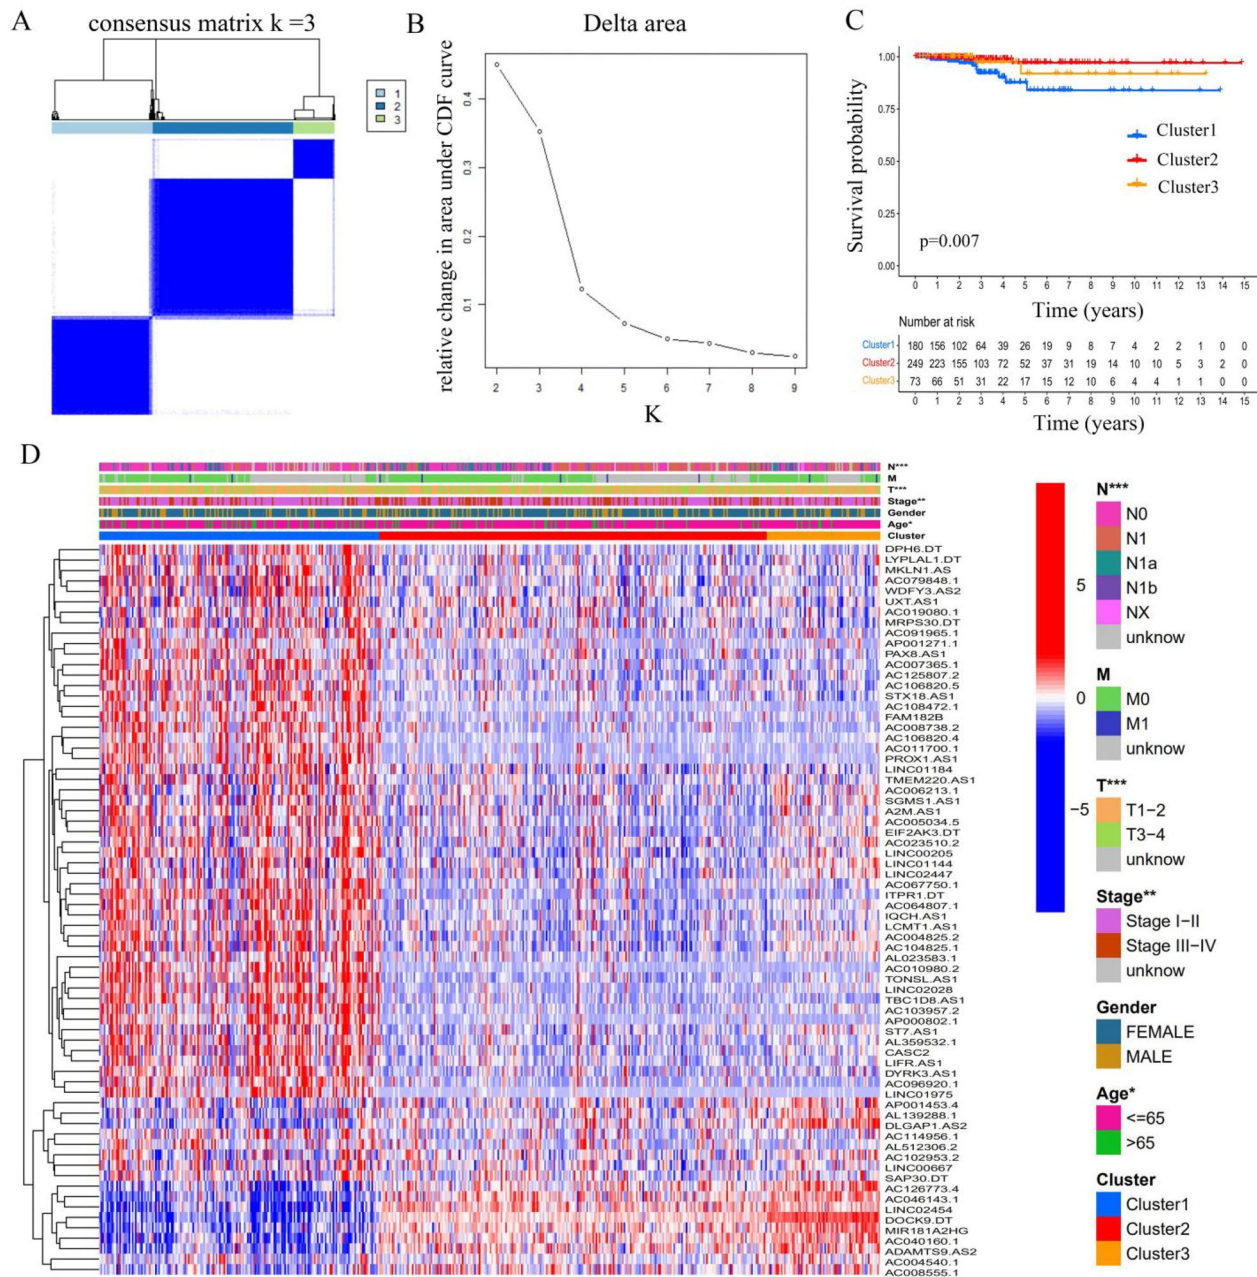 A
consensus matrix k =3
1
2
3
B
Delta area
relative change in area under CDF curve
0.4
0.3
0.2
0.1
2 3 4 5 6 7 8 9
K
C
Survival probability
1.00
0.75
0.50
0.25
0.00
Cluster1
Cluster2
Cluster3
p=0.007
0 1 2 3 4 5 6 7 8 9 10 11 12 13 14 15
Time (years)
Number at risk
Cluster1 180 156 102 64 39 26 19 9 8 7 4 2 2 1 0 0
Cluster2 249 223 155 103 72 52 37 31 19 14 10 10 5 3 2 0
Cluster3 73 66 51 31 22 17 15 12 10 6 4 4 1 1 0 0
0 1 2 3 4 5 6 7 8 9 10 11 12 13 14 15
Time (years)
D
N***
M
T***
Stage**
Gender
Age*
Cluster
DPH6.DT
LYPLAL1.DT
MKLN1.AS
AC079848.1
WDFY3.AS2
UXT.AS1
AC019080.1
MRPS30.DT
AC091965.1
AP001271.1
PAX8.AS1
AC007365.1
AC125807.2
AC106820.5
STX18.AS1
AC108472.1
FAM182B
AC008738.2
AC106820.4
AC011700.1
PROX1.AS1
LINC01184
TMEM220.AS1
AC006213.1
SGMS1.AS1
A2M.AS1
AC005034.5
EIF2AK3.DT
AC023510.2
LINC00205
LINC01144
LINC02447
AC067750.1
ITPR1.DT
AC064807.1
IQCH.AS1
LCMT1.AS1
AC004825.2
AC104825.1
AL023583.1
AC010980.2
TONSL.AS1
LINC02028
TBC1D8.AS1
AC103957.2
AP000802.1
ST7.AS1
AL359532.1
CASC2
LIFR.AS1
DYRK3.AS1
AC096920.1
LINC01975
AP001453.4
AL139288.1
DLGAP1.AS2
AC114956.1
AL512306.2
AC102953.2
LINC00667
SAP30.DT
AC126773.4
AC046143.1
LINC02454
DOCK9.DT
MIR181A2HG
AC040160.1
ADAMTS9.AS2
AC004540.1
AC008555.1
5
0
−5
N***
N0
N1
N1a
N1b
NX
unknow
M
M0
M1
unknow
T***
T1−2
T3−4
unknow
Stage**
Stage I−II
Stage III−IV
unknow
Gender
FEMALE
MALE
Age*
<=65
>65
Cluster
Cluster1
Cluster2
Cluster3